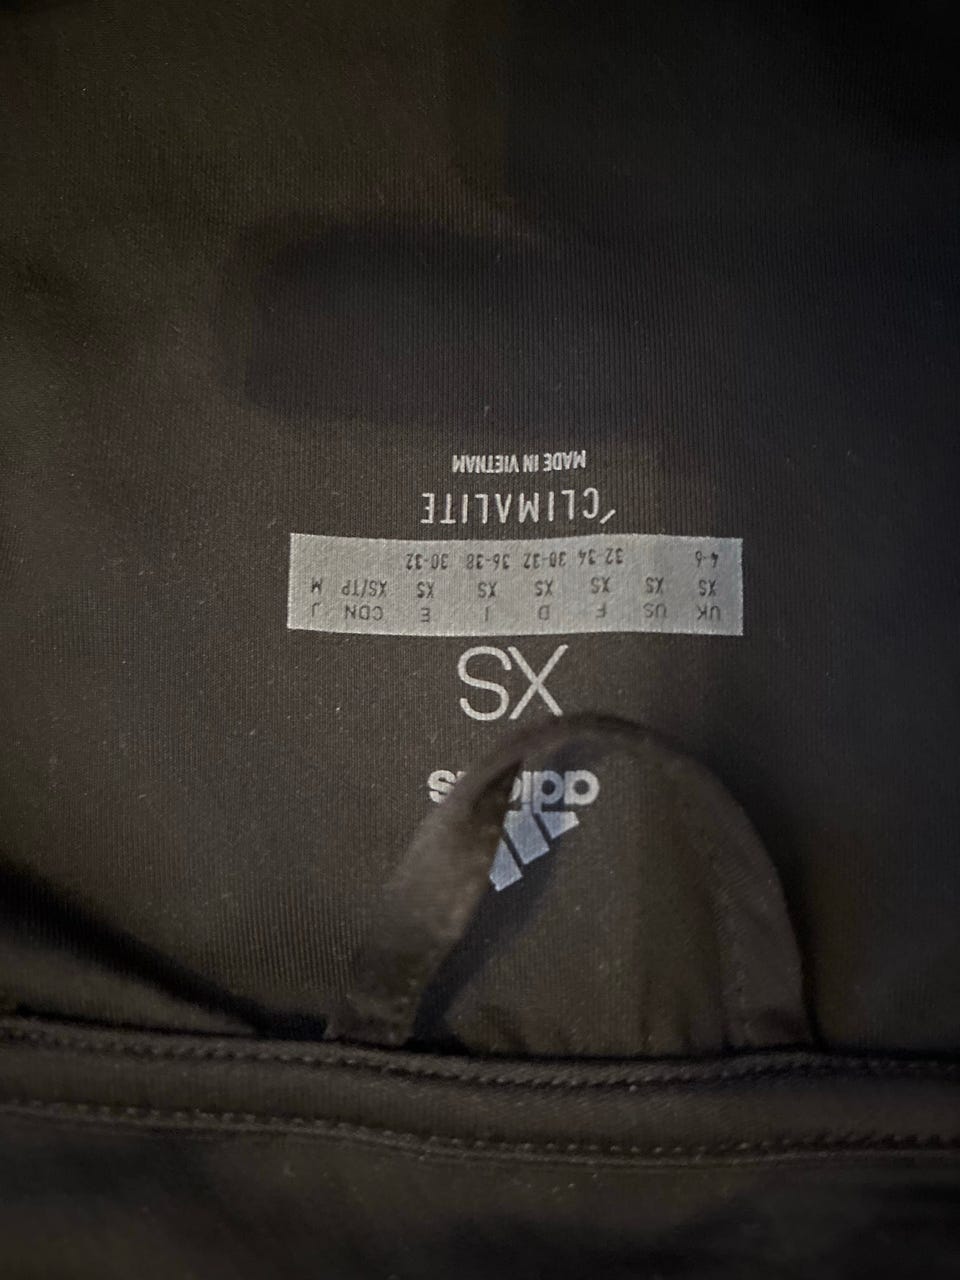 adidas
XS
UK US F D I E CDN J
XS XS XS XS XS XS XS/TP M
4-6 32-34 30-32 36-38 30-32
CLIMALITE
MADE IN VIETNAM